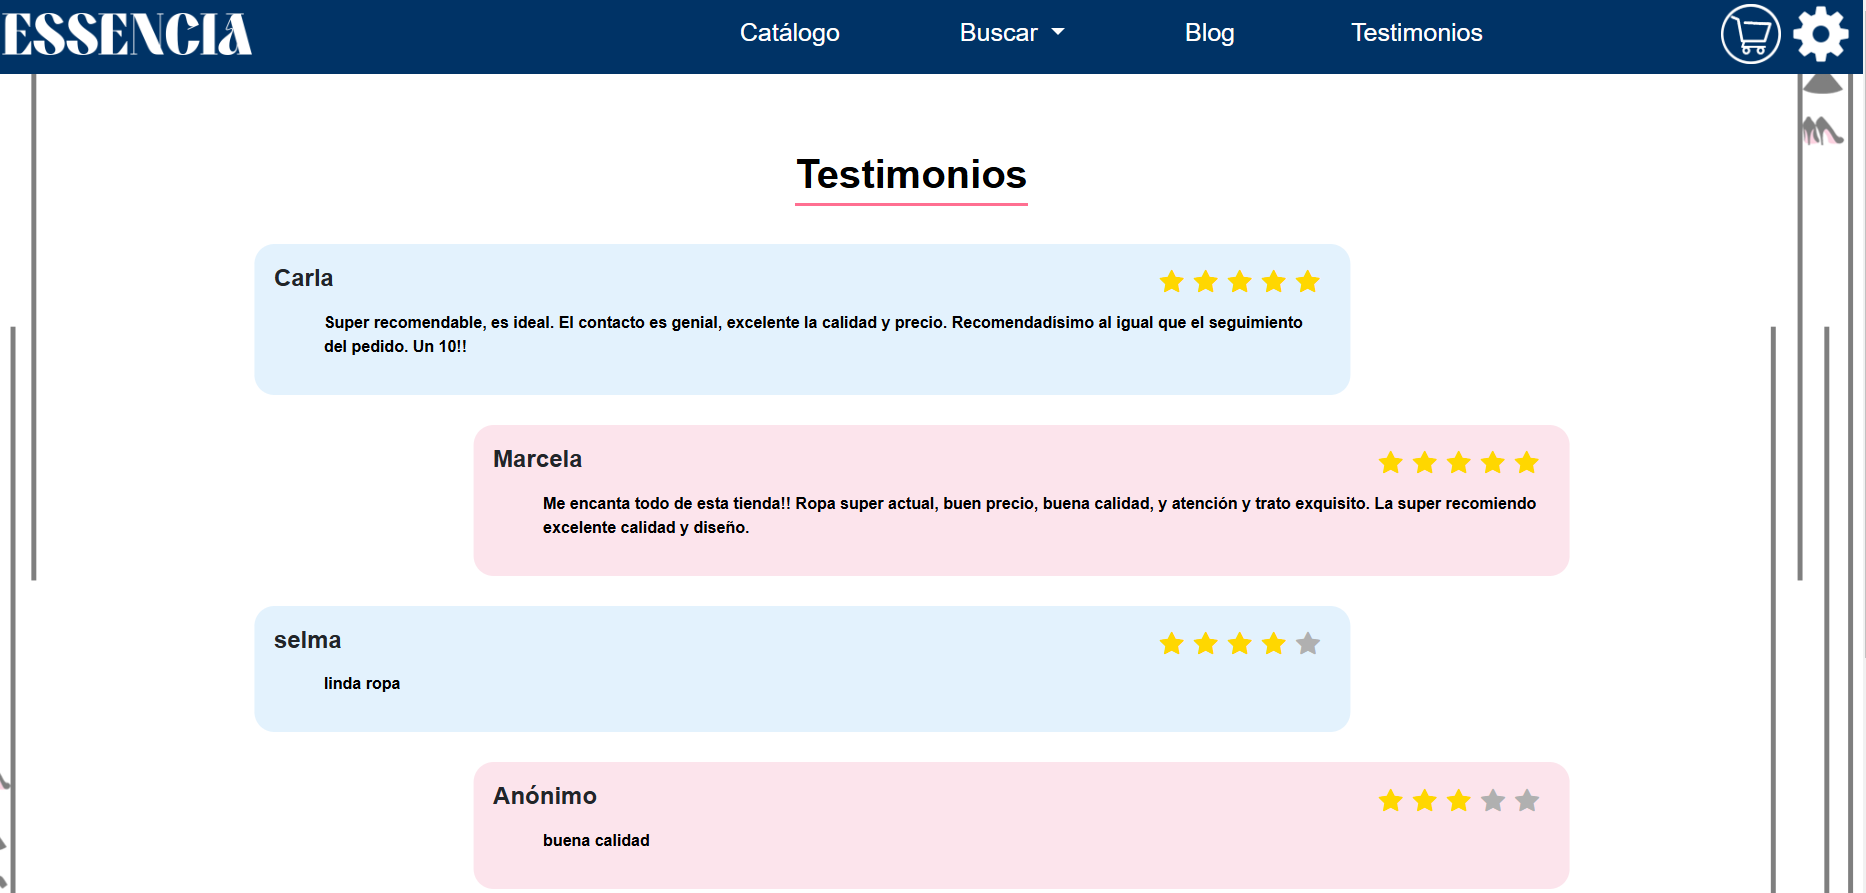 ESSENCIA
Catálogo
Buscar
Blog
Testimonios
Testimonios
Carla
Super recomendable, es ideal. El contacto es genial, excelente la calidad y precio. Recomendadísimo al igual que el seguimiento
del pedido. Un 10!!
Marcela
Me encanta todo de esta tienda!! Ropa super actual, buen precio, buena calidad, y atención y trato exquisito. La super recomiendo
excelente calidad y diseño.
selma
linda ropa
Anónimo
buena calidad